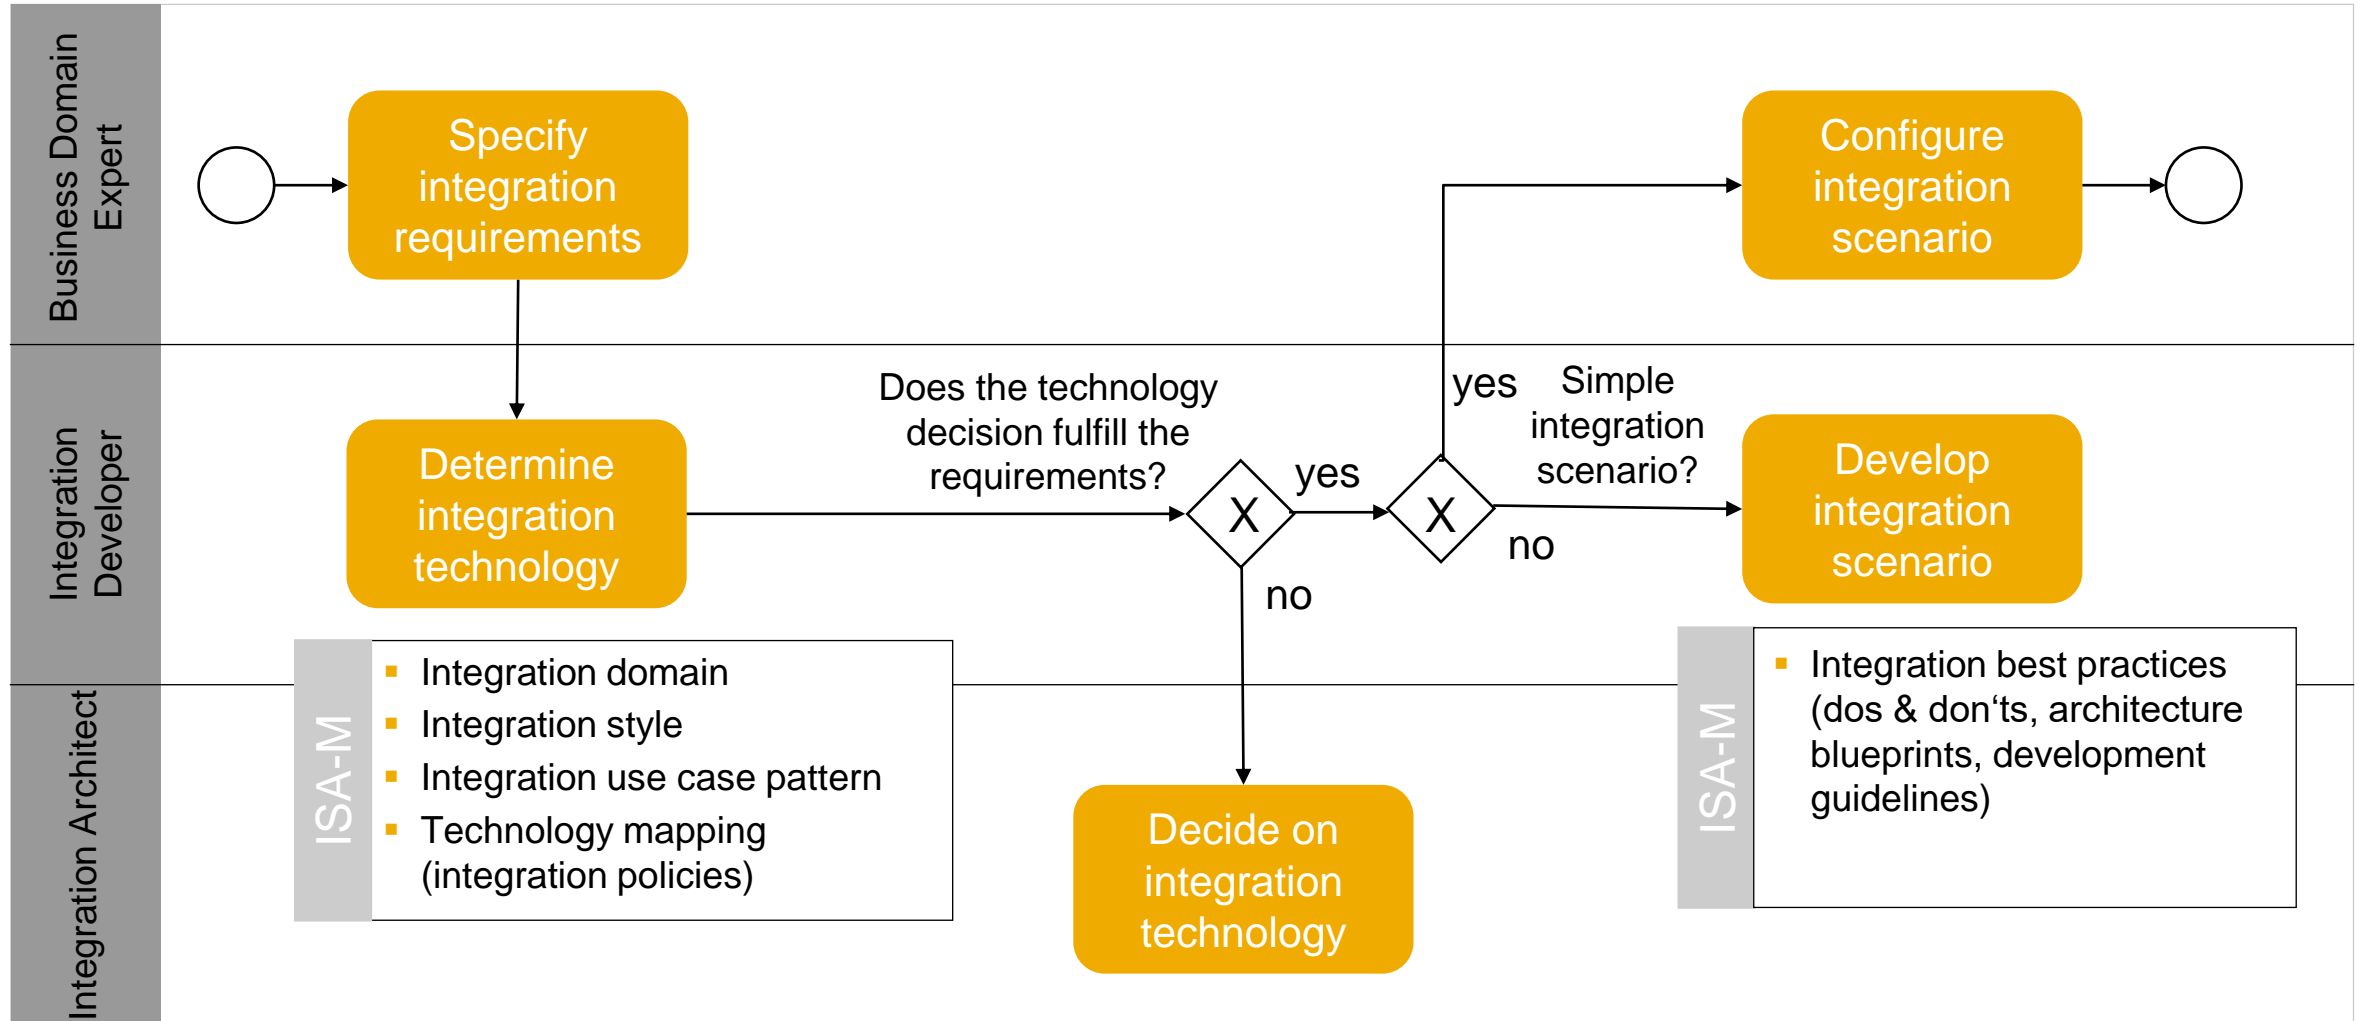 Business Domain
Expert
Specify
integration
requirements
Configure
integration
scenario
Integration
Developer
Determine
integration
technology
Does the technology
decision fulfill the
requirements?
X
yes
no
X
yes
Simple
integration
scenario?
no
Develop
integration
scenario
Integration Architect
ISA-M
▪ Integration domain
▪ Integration style
▪ Integration use case pattern
▪ Technology mapping
(integration policies)
Decide on
integration
technology
ISA-M
▪ Integration best practices
(dos & don‘ts, architecture
blueprints, development
guidelines)